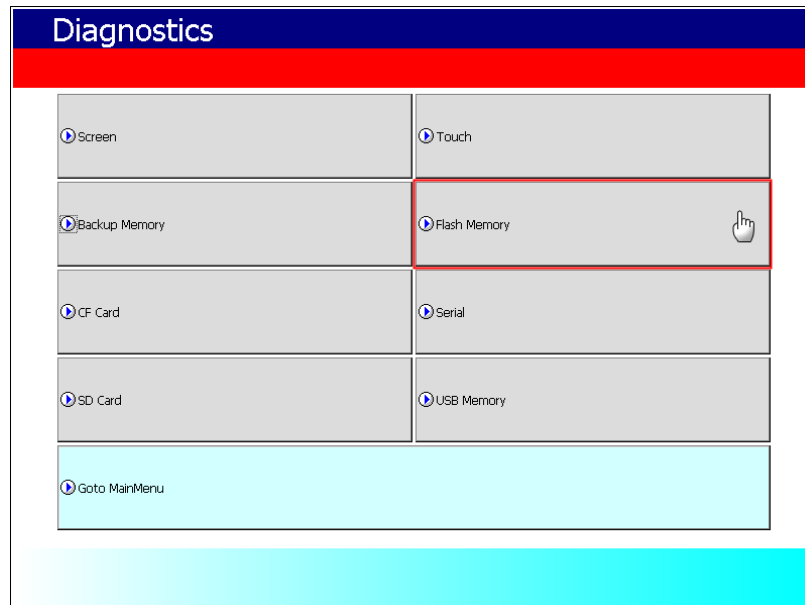 Diagnostics
Screen
Touch
Backup Memory
Flash Memory
CF Card
Serial
SD Card
USB Memory
Goto MainMenu